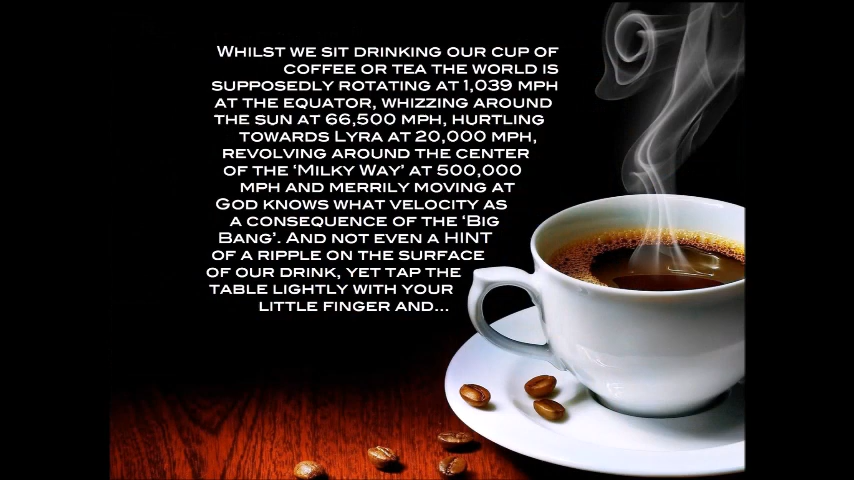 Whilst we sit drinking our cup of
coffee or tea the world is
supposedly rotating at 1,039 mph
at the equator, whizzing around
the sun at 66,500 mph, hurtling
towards Lyra at 20,000 mph,
revolving around the center
of the ‘Milky Way’ at 500,000
mph and merrily moving at
God knows what velocity as
a consequence of the ‘Big
Bang’. And not even a HINT
of a ripple on the surface
of our drink, yet tap the
table lightly with your
little finger and...